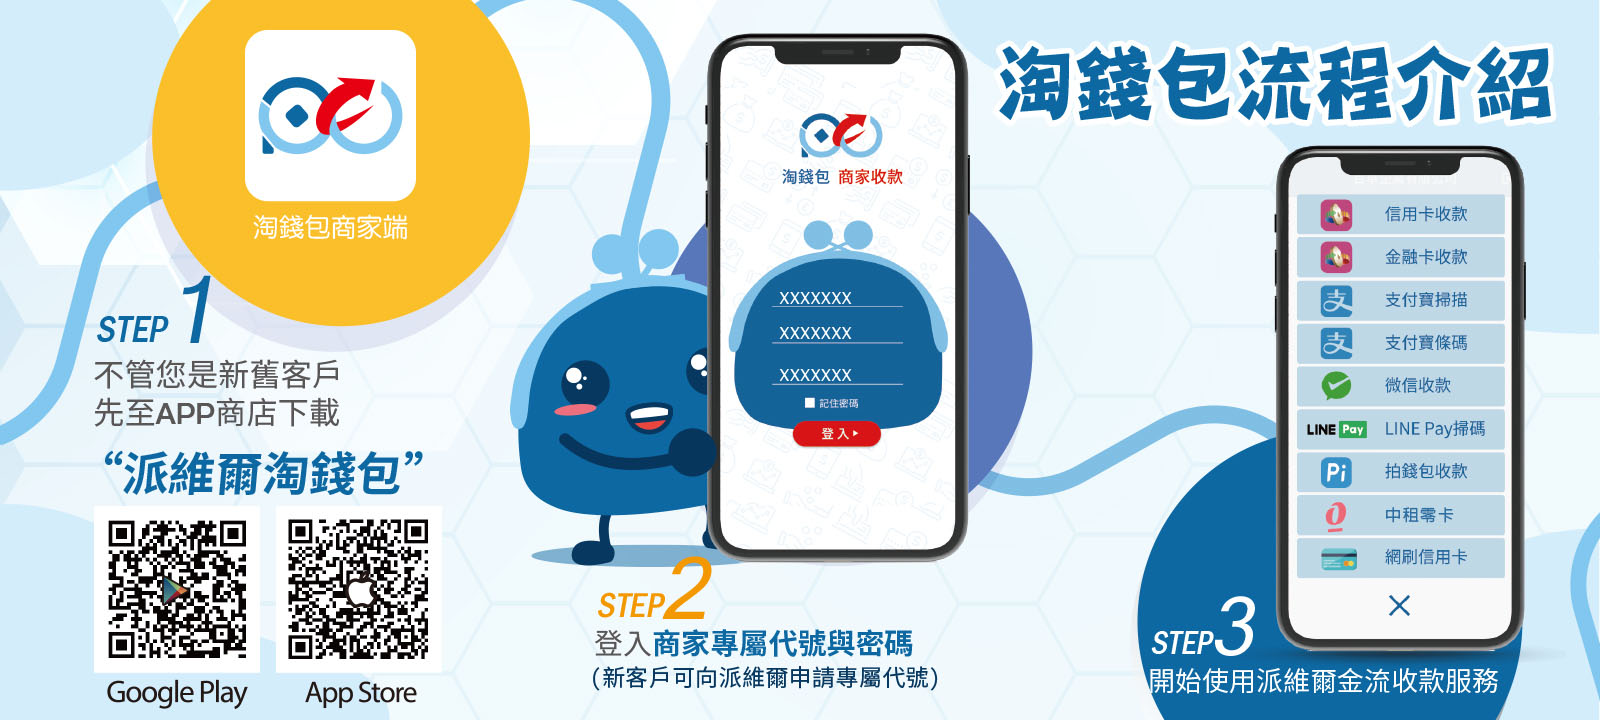 淘錢包流程介紹
淘錢包商家端
STEP 1
不管您是新舊客戶
先至APP商店下載
“派維爾淘錢包”
Google Play
App Store
淘錢包 商家收款
XXXXXXX
XXXXXXX
XXXXXXX
記住密碼
登入
STEP 2
登入商家專屬代號與密碼
(新客戶可向派維爾申請專屬代號)
信用卡收款
金融卡收款
支 支付寶掃描
支 支付寶條碼
微信收款
LINE Pay LINE Pay掃碼
Pi 拍錢包收款
中租零卡
網刷信用卡
STEP 3
開始使用派維爾金流收款服務